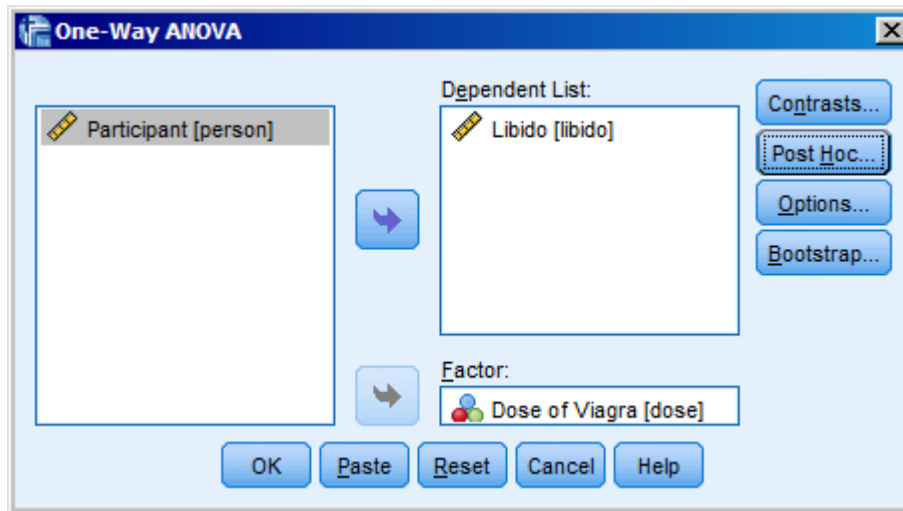 One-Way ANOVA
Participant [person]
Dependent List:
Libido [libido]
Factor:
Dose of Viagra [dose]
Contrasts...
Post Hoc...
Options...
Bootstrap...
OK
Paste
Reset
Cancel
Help